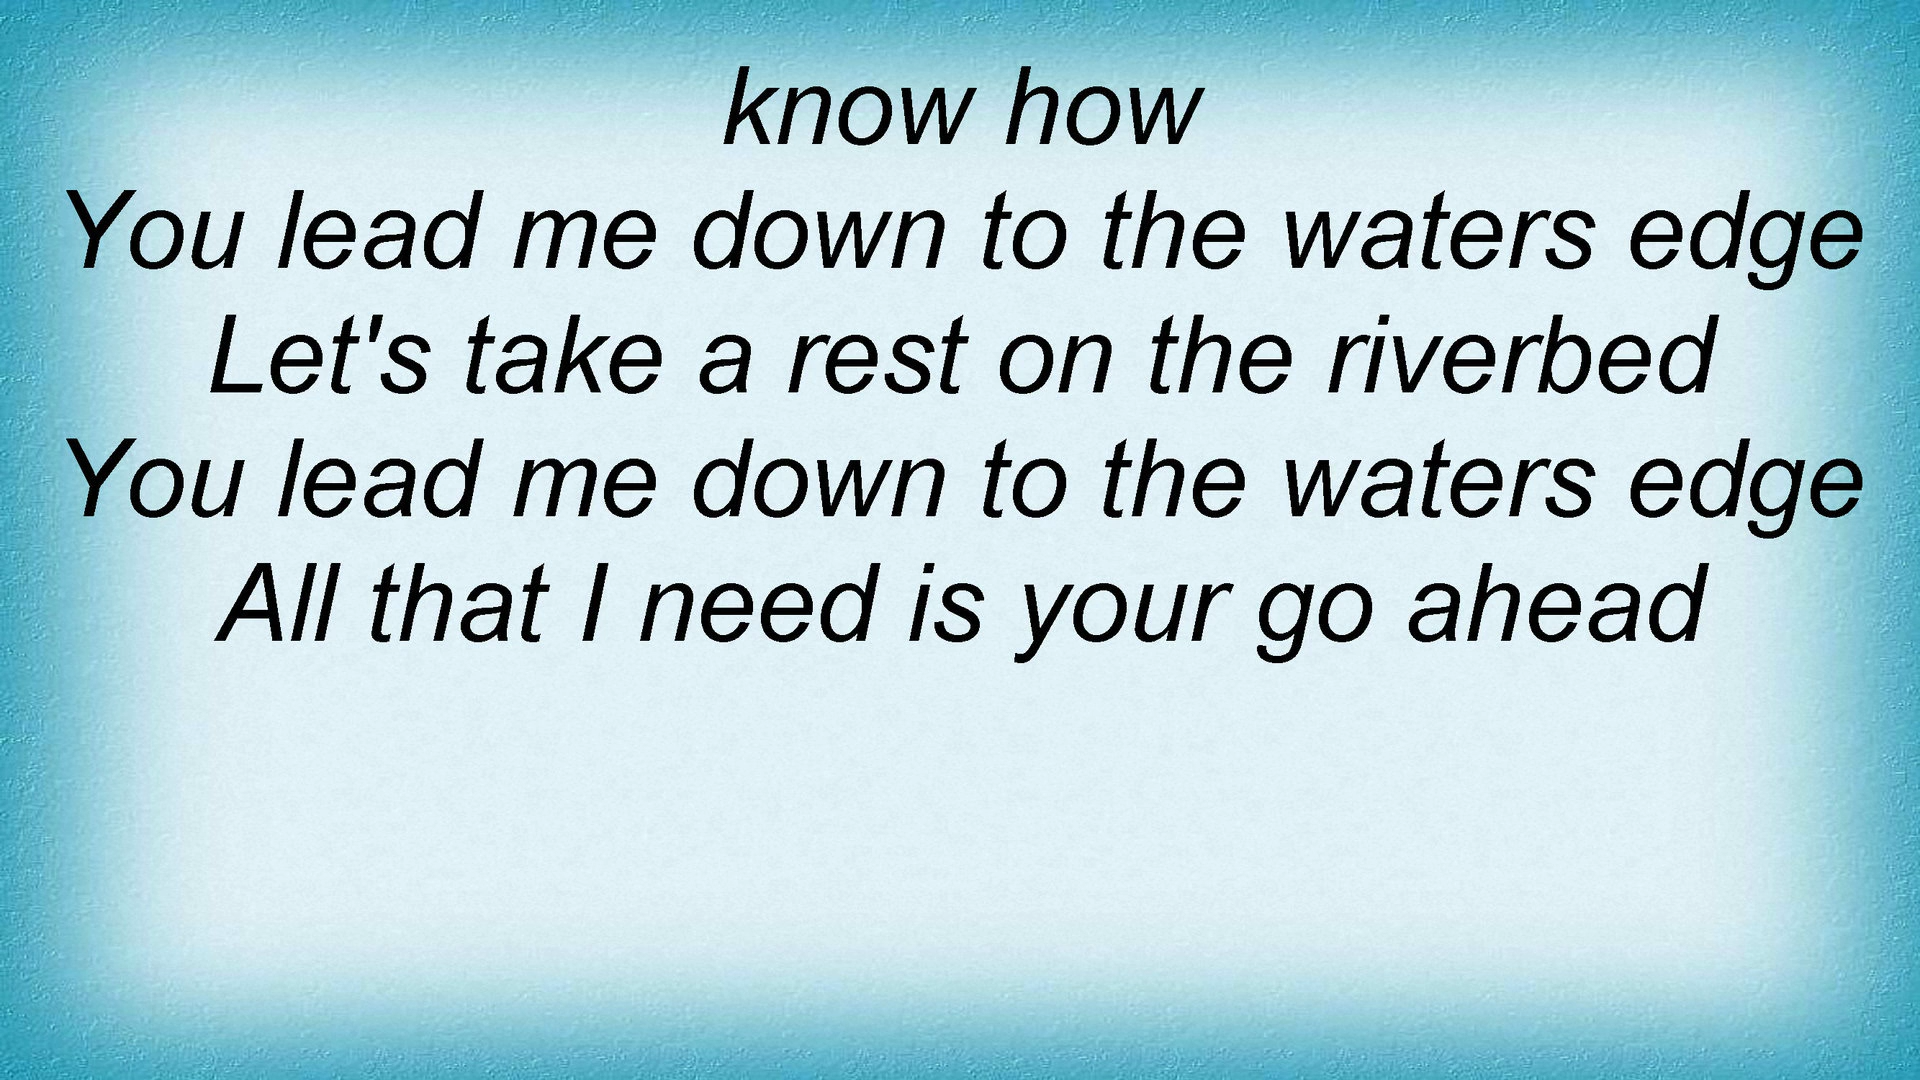 know how
You lead me down to the waters edge
Let's take a rest on the riverbed
You lead me down to the waters edge
All that I need is your go ahead